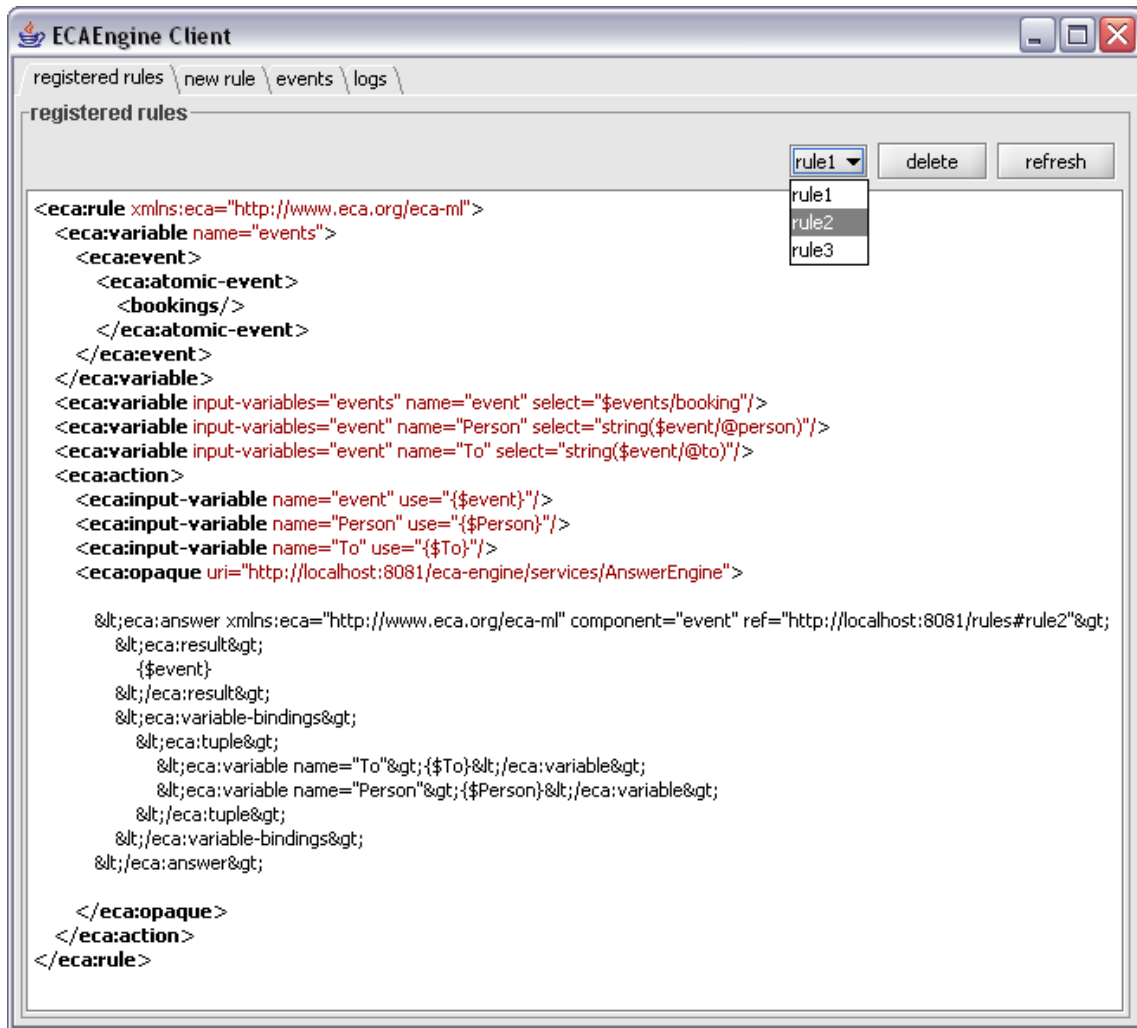 ECAEngine Client
registered rules new rule events logs
registered rules
rule1 delete refresh
rule1
rule2
rule3
<eca:rule xmlns:eca="http://www.eca.org/eca-ml">
<eca:variable name="events">
<eca:event>
<eca:atomic-event>
<bookings/>
</eca:atomic-event>
</eca:event>
</eca:variable>
<eca:variable input-variables="events" name="event" select="$events/booking"/>
<eca:variable input-variables="event" name="Person" select="string($event/@person)"/>
<eca:variable input-variables="event" name="To" select="string($event/@to)"/>
<eca:action>
<eca:input-variable name="event" use="{$event}"/>
<eca:input-variable name="Person" use="{$Person}"/>
<eca:input-variable name="To" use="{$To}"/>
<eca:opaque uri="http://localhost:8081/eca-engine/services/AnswerEngine">
&lt;eca:answer xmlns:eca="http://www.eca.org/eca-ml" component="event" ref="http://localhost:8081/rules#rule2"&gt;
&lt;eca:result&gt;
{$event}
&lt;/eca:result&gt;
&lt;eca:variable-bindings&gt;
&lt;eca:tuple&gt;
&lt;eca:variable name="To"&gt;{$To}&lt;/eca:variable&gt;
&lt;eca:variable name="Person"&gt;{$Person}&lt;/eca:variable&gt;
&lt;/eca:tuple&gt;
&lt;/eca:variable-bindings&gt;
&lt;/eca:answer&gt;
</eca:opaque>
</eca:action>
</eca:rule>